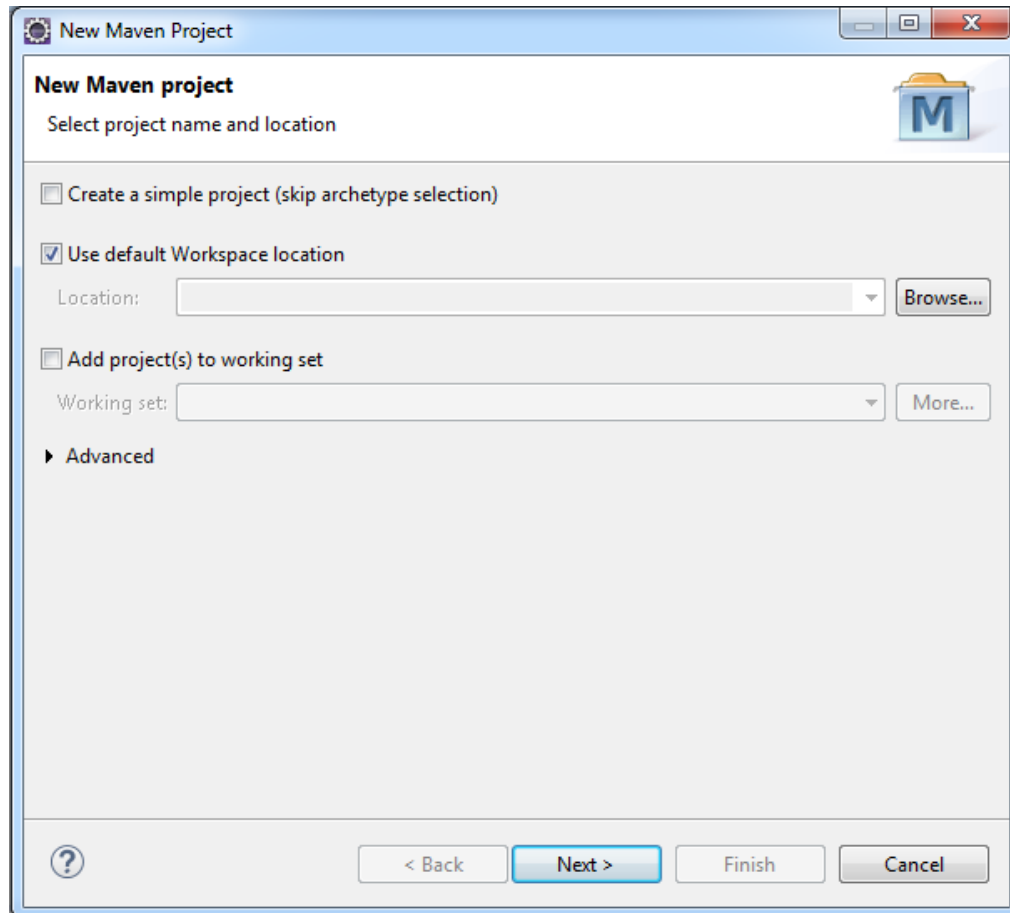 New Maven Project
New Maven project
Select project name and location
M
Create a simple project (skip archetype selection)
Use default Workspace location
Location:
Browse...
Add project(s) to working set
Working set:
More...
Advanced
?
< Back
Next >
Finish
Cancel